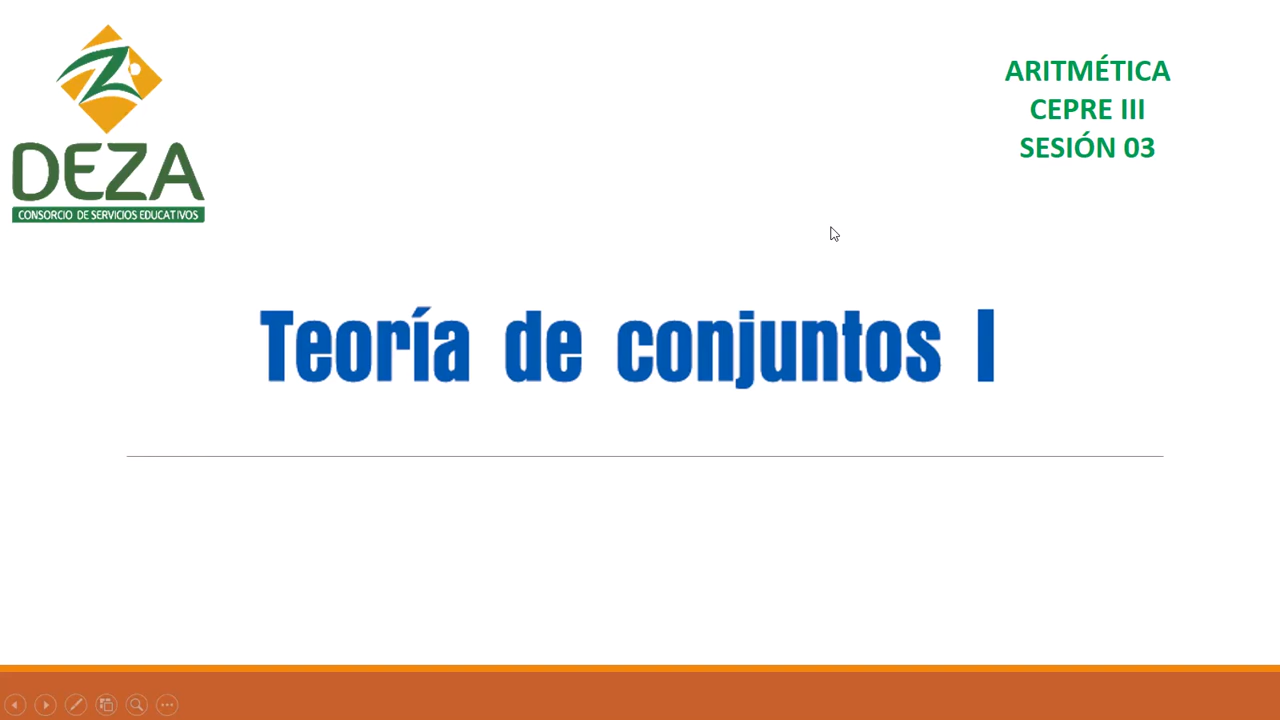 DEZA
CONSORCIO DE SERVICIOS EDUCATIVOS
ARITMÉTICA
CEPRE III
SESIÓN 03
Teoría de conjuntos I